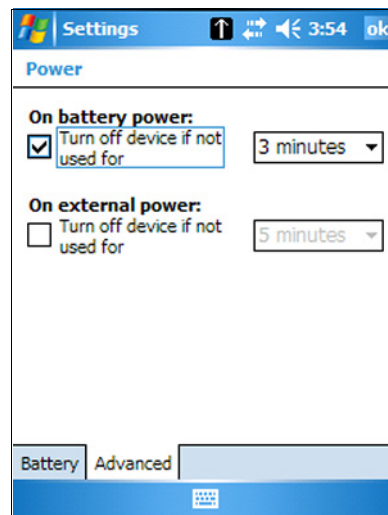 Settings 3:54 ok
Power
On battery power:
Turn off device if not
used for
3 minutes
On external power:
Turn off device if not
used for
5 minutes
Battery Advanced